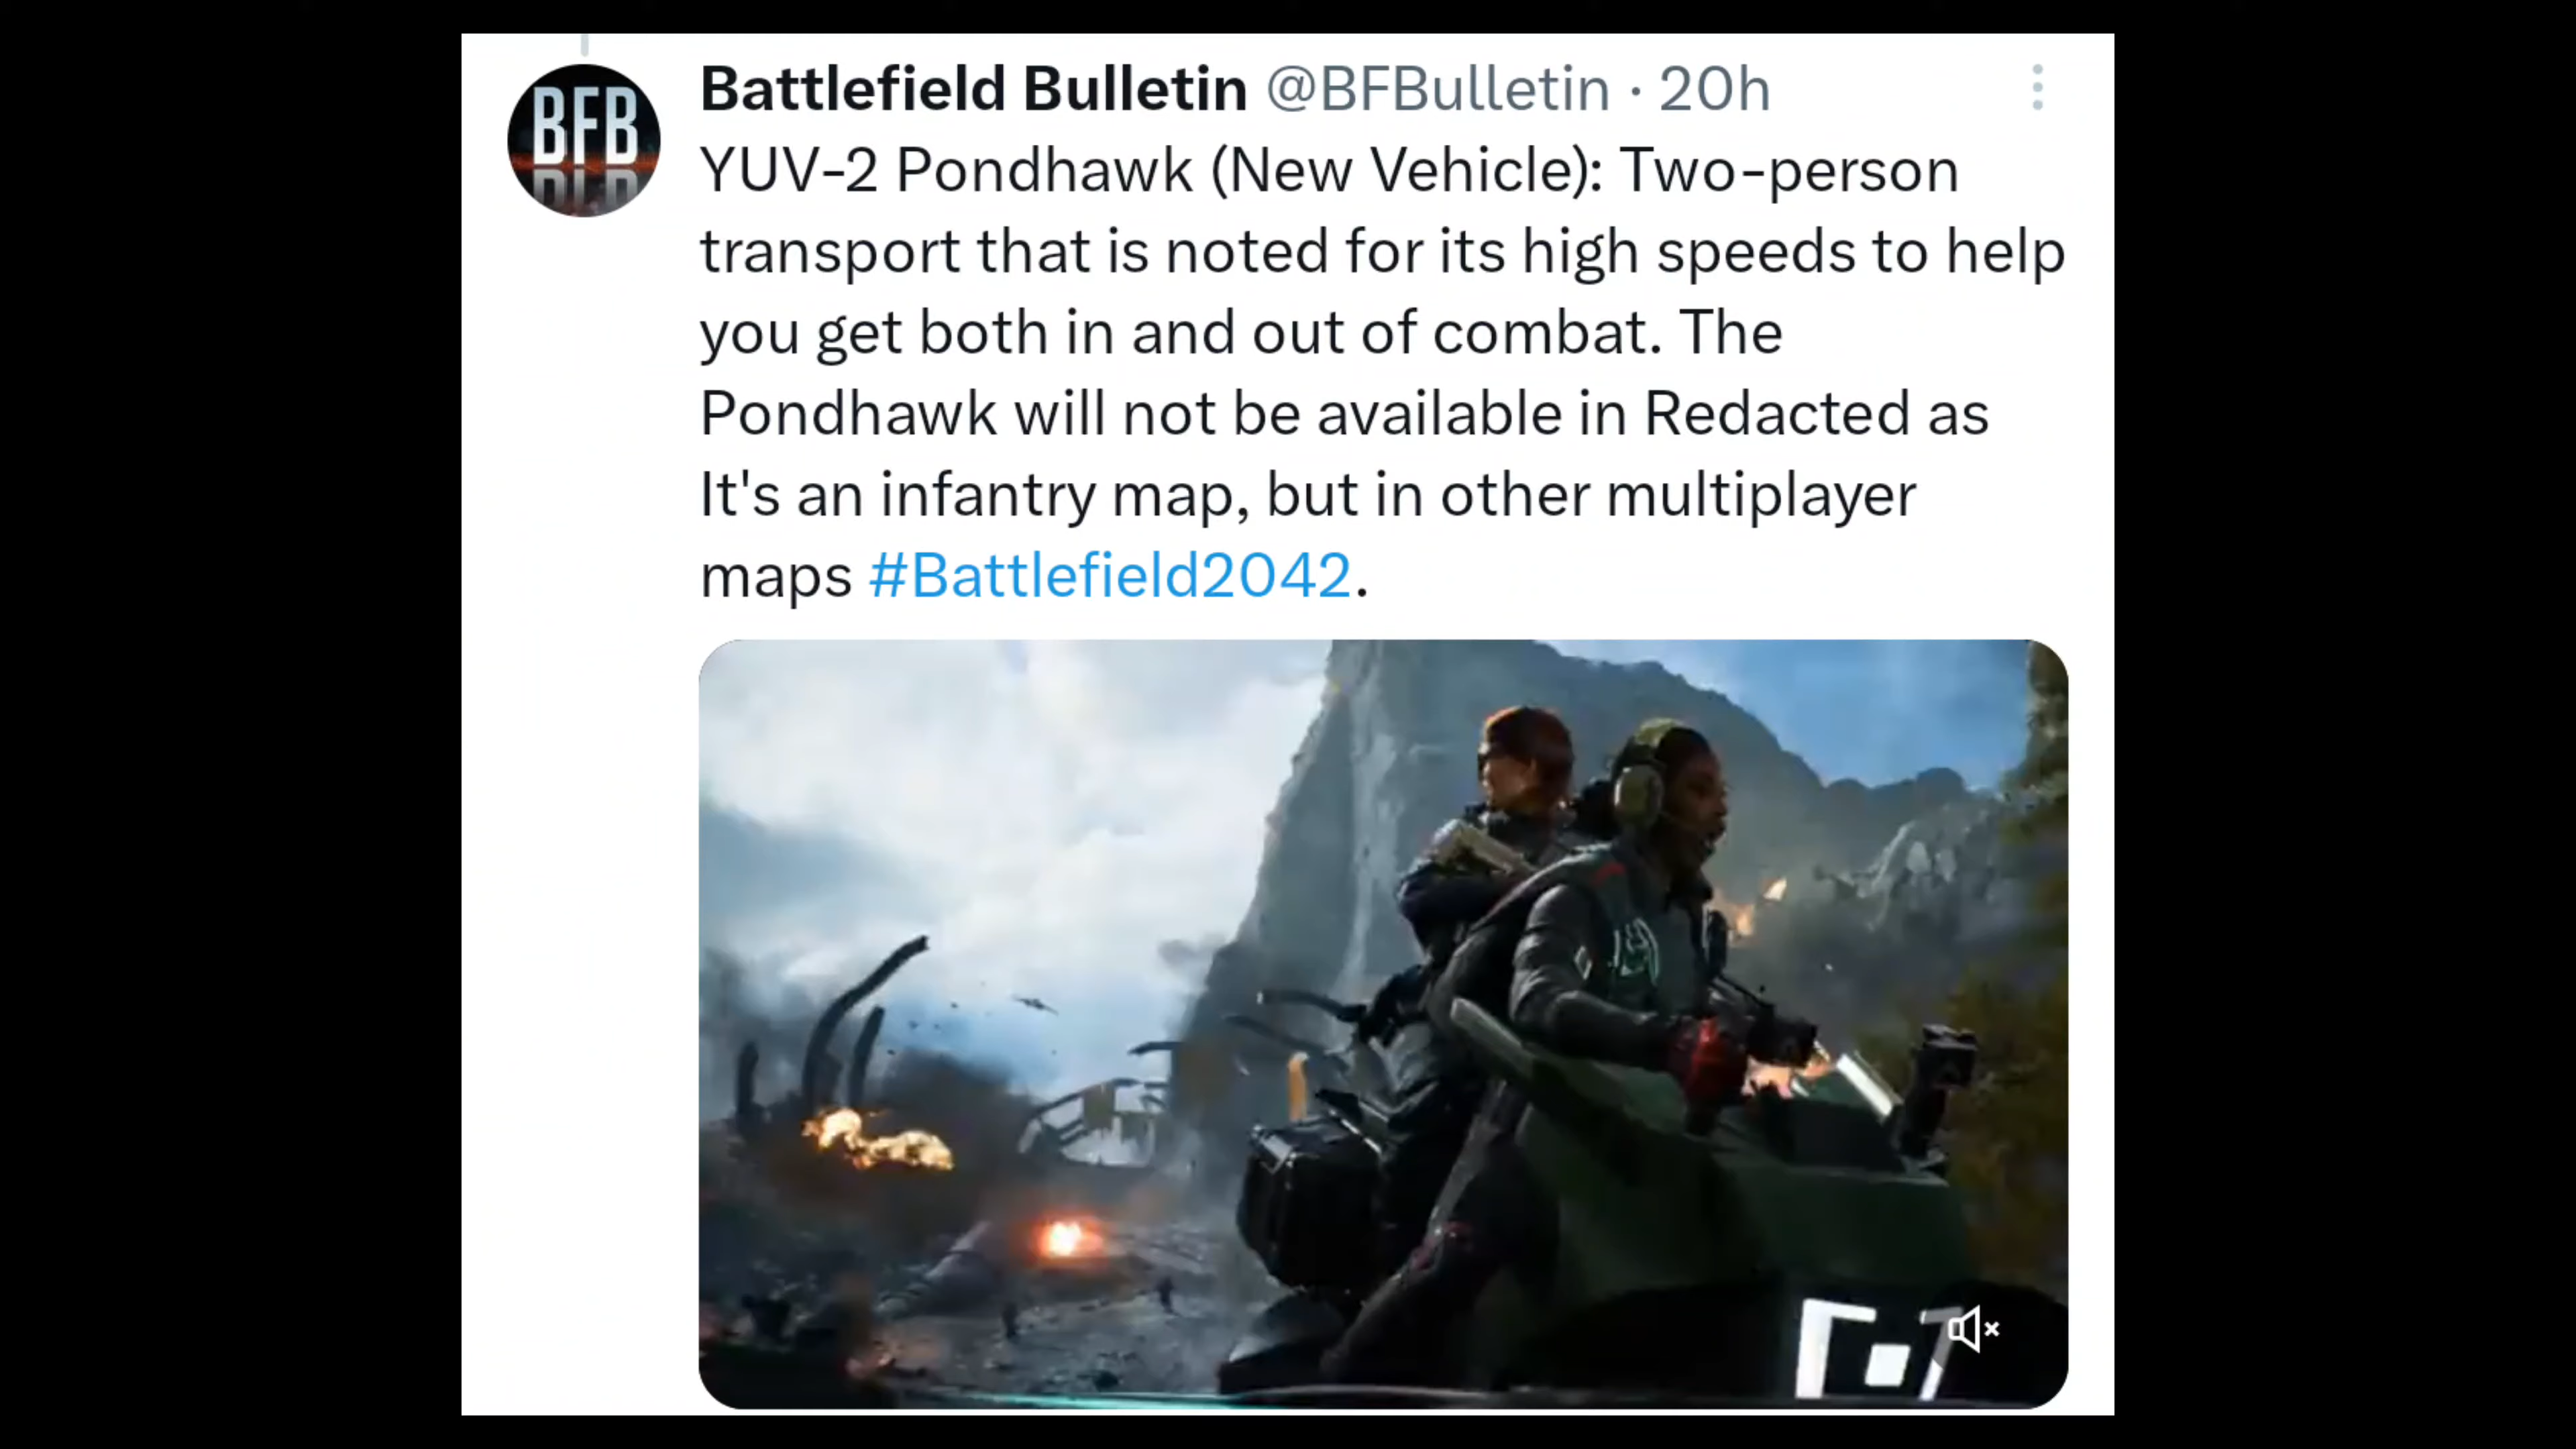 Battlefield Bulletin @BFBulletin · 20h
BFB
YUV-2 Pondhawk (New Vehicle): Two-person
transport that is noted for its high speeds to help
you get both in and out of combat. The
Pondhawk will not be available in Redacted as
It's an infantry map, but in other multiplayer
maps #Battlefield2042.